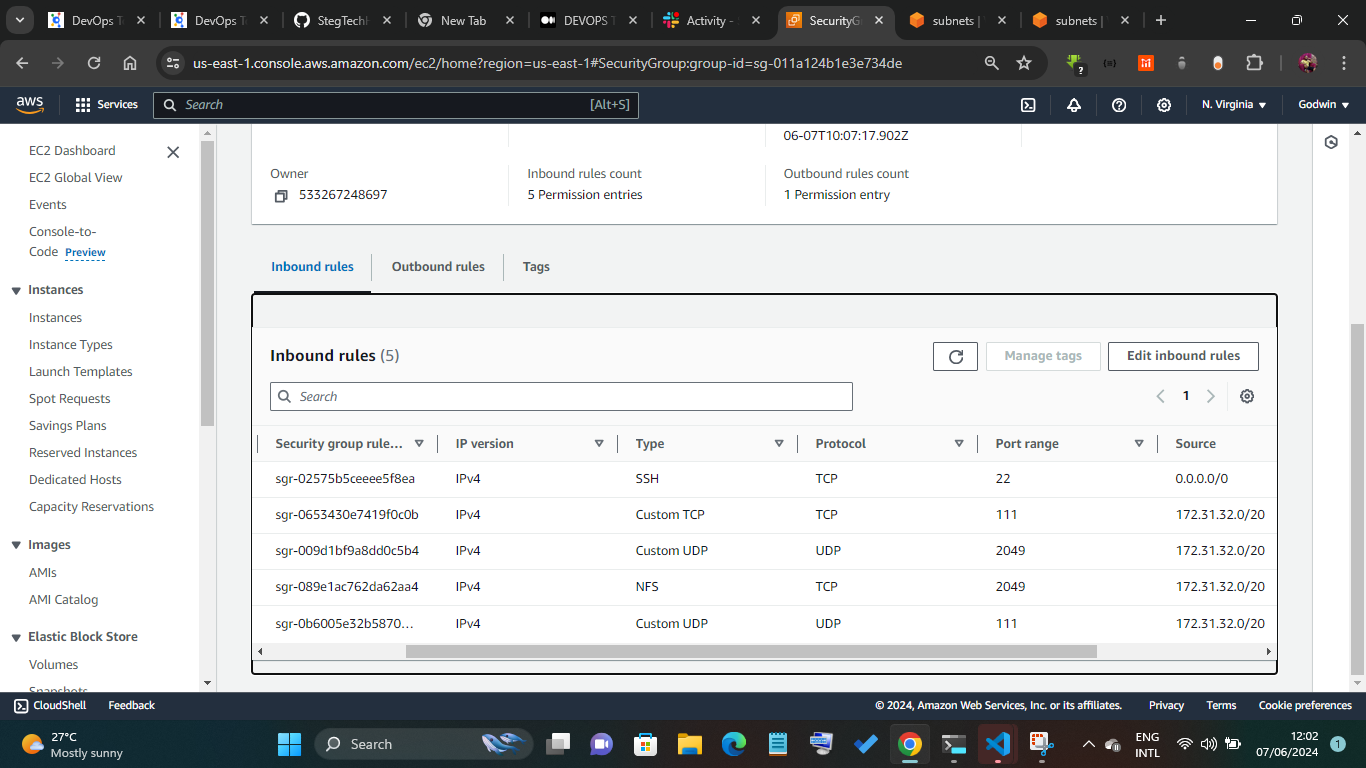 DevOps T
DevOps T
StegTech
New Tab
DEVOPS T
Activity -
SecurityG
subnets |
subnets |
us-east-1.console.aws.amazon.com/ec2/home?region=us-east-1#SecurityGroup:group-id=sg-011a124b1e3e734de
aws
Services
Search
[Alt+S]
N. Virginia
Godwin
EC2 Dashboard
EC2 Global View
Events
Console-to-
Code Preview
Instances
Instances
Instance Types
Launch Templates
Spot Requests
Savings Plans
Reserved Instances
Dedicated Hosts
Capacity Reservations
Images
AMIs
AMI Catalog
Elastic Block Store
Volumes
Snapshots
06-07T10:07:17.902Z
Owner
533267248697
Inbound rules count
5 Permission entries
Outbound rules count
1 Permission entry
Inbound rules
Outbound rules
Tags
Inbound rules (5)
Manage tags
Edit inbound rules
Search
1
Security group rule... IP version Type Protocol Port range Source
sgr-02575b5ceeee5f8ea IPv4 SSH TCP 22 0.0.0.0/0
sgr-0653430e7419f0c0b IPv4 Custom TCP TCP 111 172.31.32.0/20
sgr-009d1bf9a8dd0c5b4 IPv4 Custom UDP UDP 2049 172.31.32.0/20
sgr-089e1ac762da62aa4 IPv4 NFS TCP 2049 172.31.32.0/20
sgr-0b6005e32b5870... IPv4 Custom UDP UDP 111 172.31.32.0/20
CloudShell
Feedback
© 2024, Amazon Web Services, Inc. or its affiliates.
Privacy
Terms
Cookie preferences
27°C
Mostly sunny
Search
ENG
INTL
12:02
07/06/2024
1